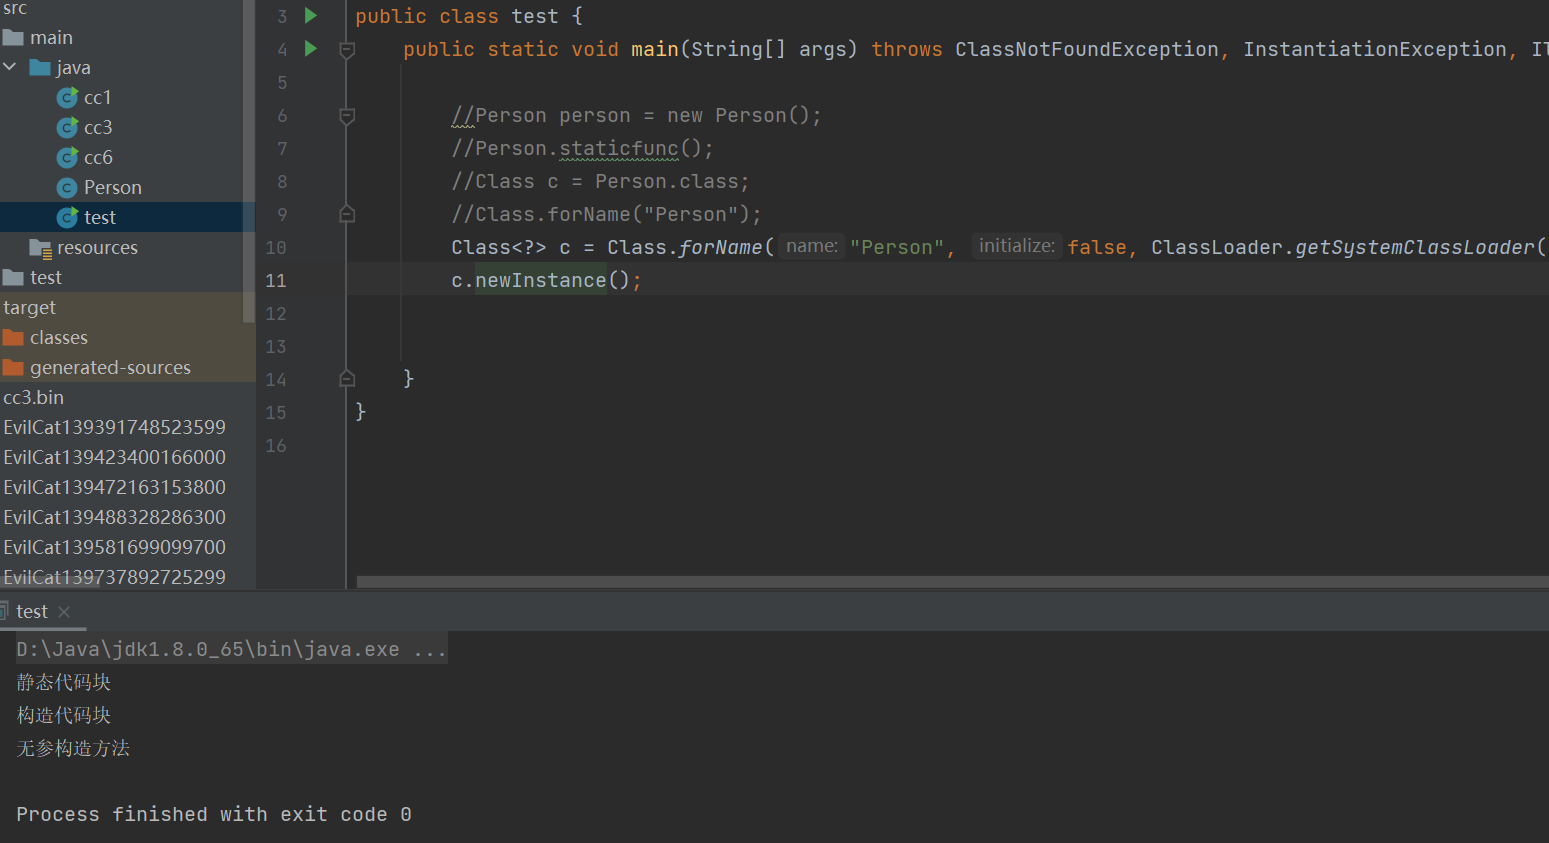 src
main
java
cc1
cc3
cc6
Person
test
resources
test
target
classes
generated-sources
cc3.bin
EvilCat139391748523599
EvilCat139423400166000
EvilCat139472163153800
EvilCat139488328286300
EvilCat139581699099700
EvilCat139737892725299
3 public class test {
4 public static void main(String[] args) throws ClassNotFoundException, InstantiationException, Il
5
6 //Person person = new Person();
7 //Person.staticfunc();
8 //Class c = Person.class;
9 //Class.forName("Person");
10 Class<?> c = Class.forName( name: "Person", initialize: false, ClassLoader.getSystemClassLoader(
11 c.newInstance();
12
13
14 }
15 }
16
test
D:\Java\jdk1.8.0_65\bin\java.exe ...
静态代码块
构造代码块
无参构造方法
Process finished with exit code 0